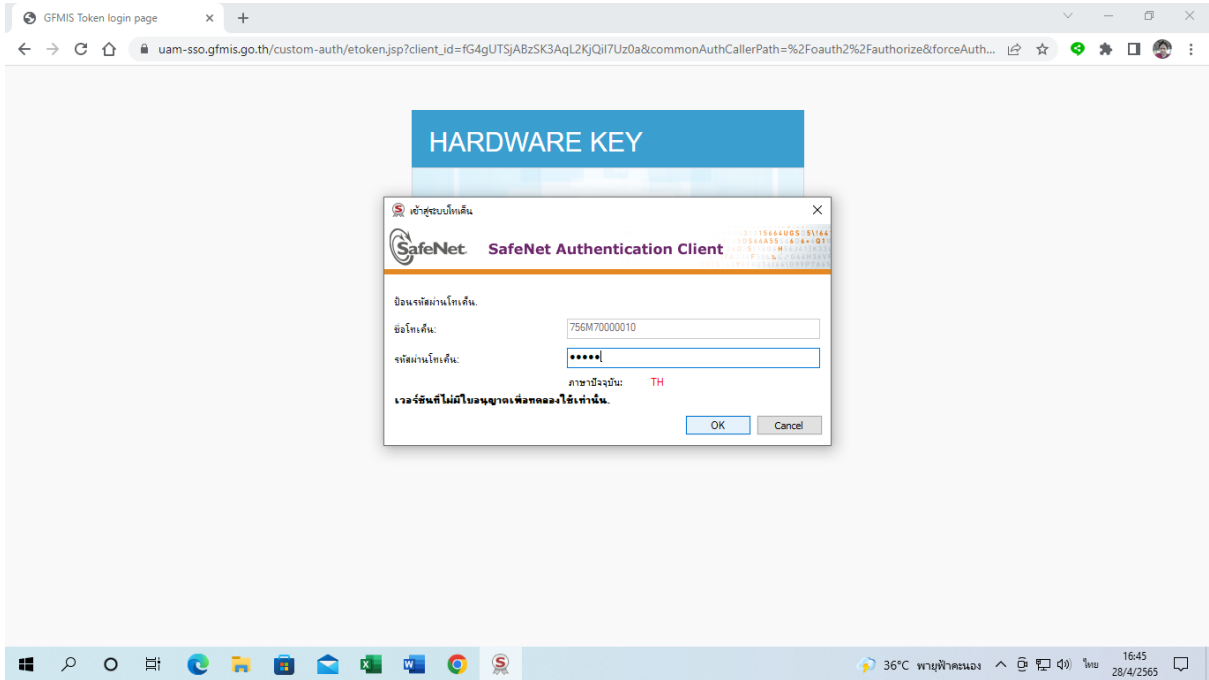 GFMIS Token login page
uam-sso.gfmis.go.th/custom-auth/etoken.jsp?client_id=fG4gUTSjABzSK3AqL2KjQiI7Uz0a&commonAuthCallerPath=%2Foauth2%2Fauthorize&forceAuth...
HARDWARE KEY
เข้าสู่ระบบโทเค็น
SafeNet. SafeNet Authentication Client
ป้อนรหัสผ่านโทเค็น.
ชื่อโทเค็น: 756M70000010
รหัสผ่านโทเค็น: •••••
ภาษาปัจจุบัน: TH
เวอร์ชันที่ไม่มีใบอนุญาตเพื่อทดลองใช้เท่านั้น.
OK Cancel
36°C พายุฟ้าคะนอง ไทย 16:45
28/4/2565